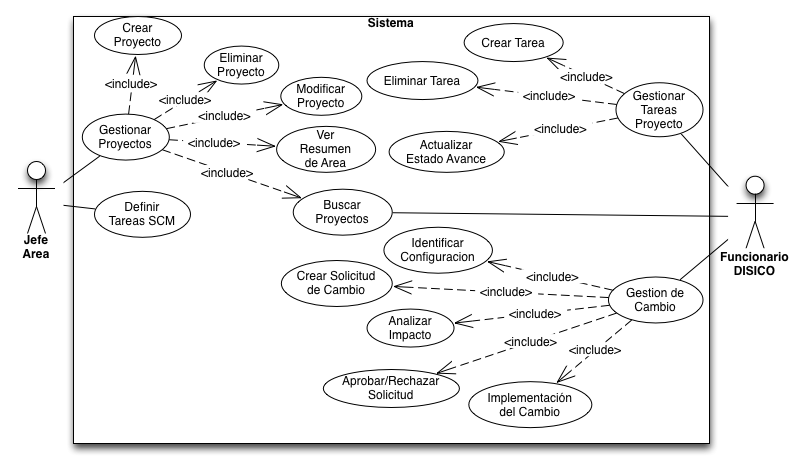 Sistema
Crear
Proyecto
Eliminar
Proyecto
Modificar
Proyecto
Ver
Resumen
de Area
Buscar
Proyectos
Gestionar
Proyectos
Definir
Tareas SCM
<include>
<include>
<include>
<include>
<include>
Jefe
Area
Crear Tarea
Eliminar Tarea
Actualizar
Estado Avance
Gestionar
Tareas
Proyecto
<include>
<include>
<include>
Funcionario
DISICO
Identificar
Configuracion
Crear Solicitud
de Cambio
Analizar
Impacto
Aprobar/Rechazar
Solicitud
Implementación
del Cambio
Gestion de
Cambio
<include>
<include>
<include>
<include>
<include>